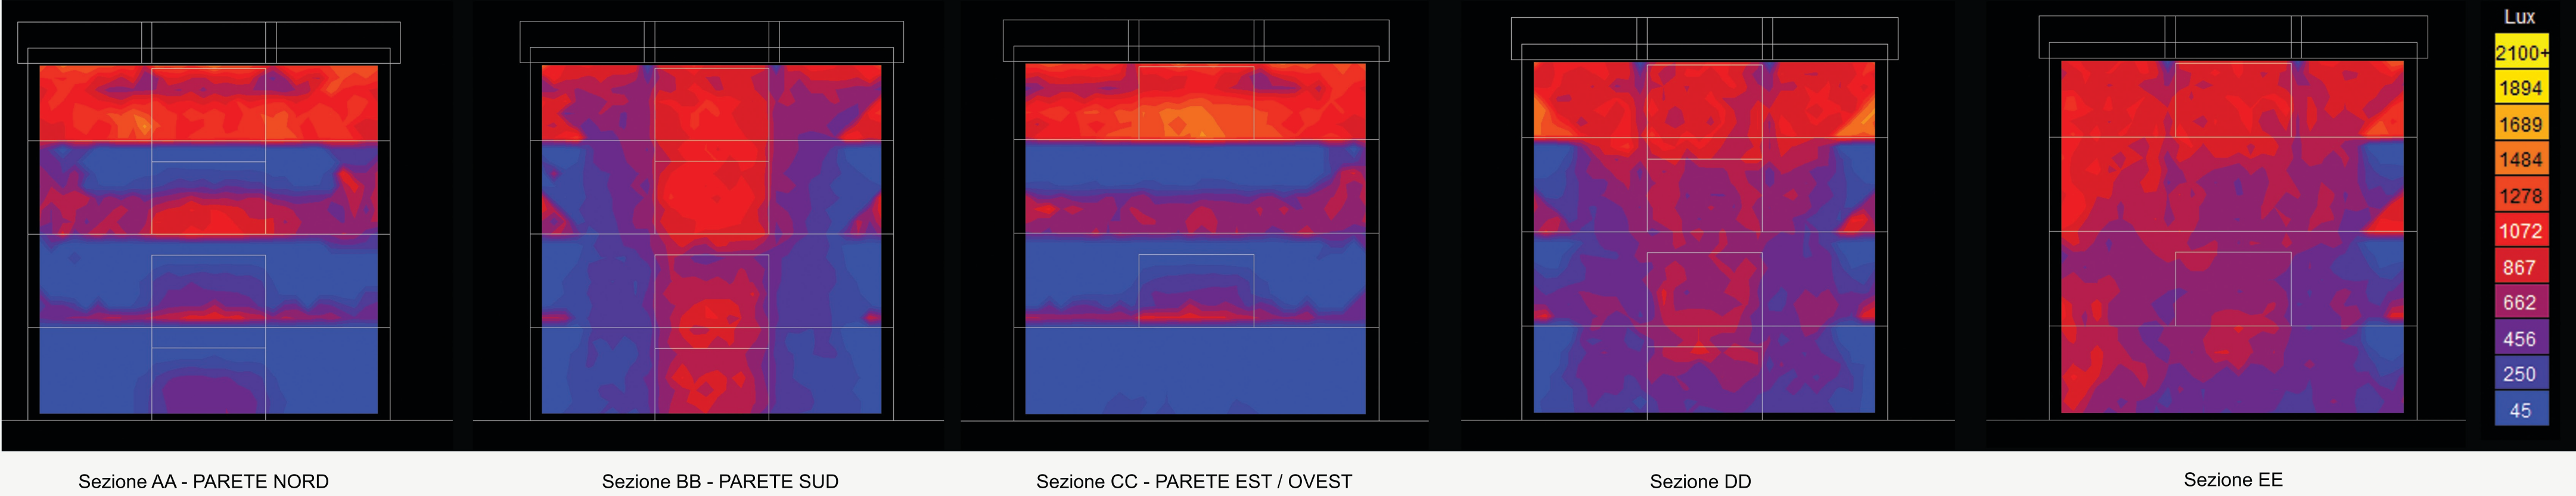 Lux
2100+
1894
1689
1484
1278
1072
867
662
456
250
45
Sezione AA - PARETE NORD
Sezione BB - PARETE SUD
Sezione CC - PARETE EST / OVEST
Sezione DD
Sezione EE